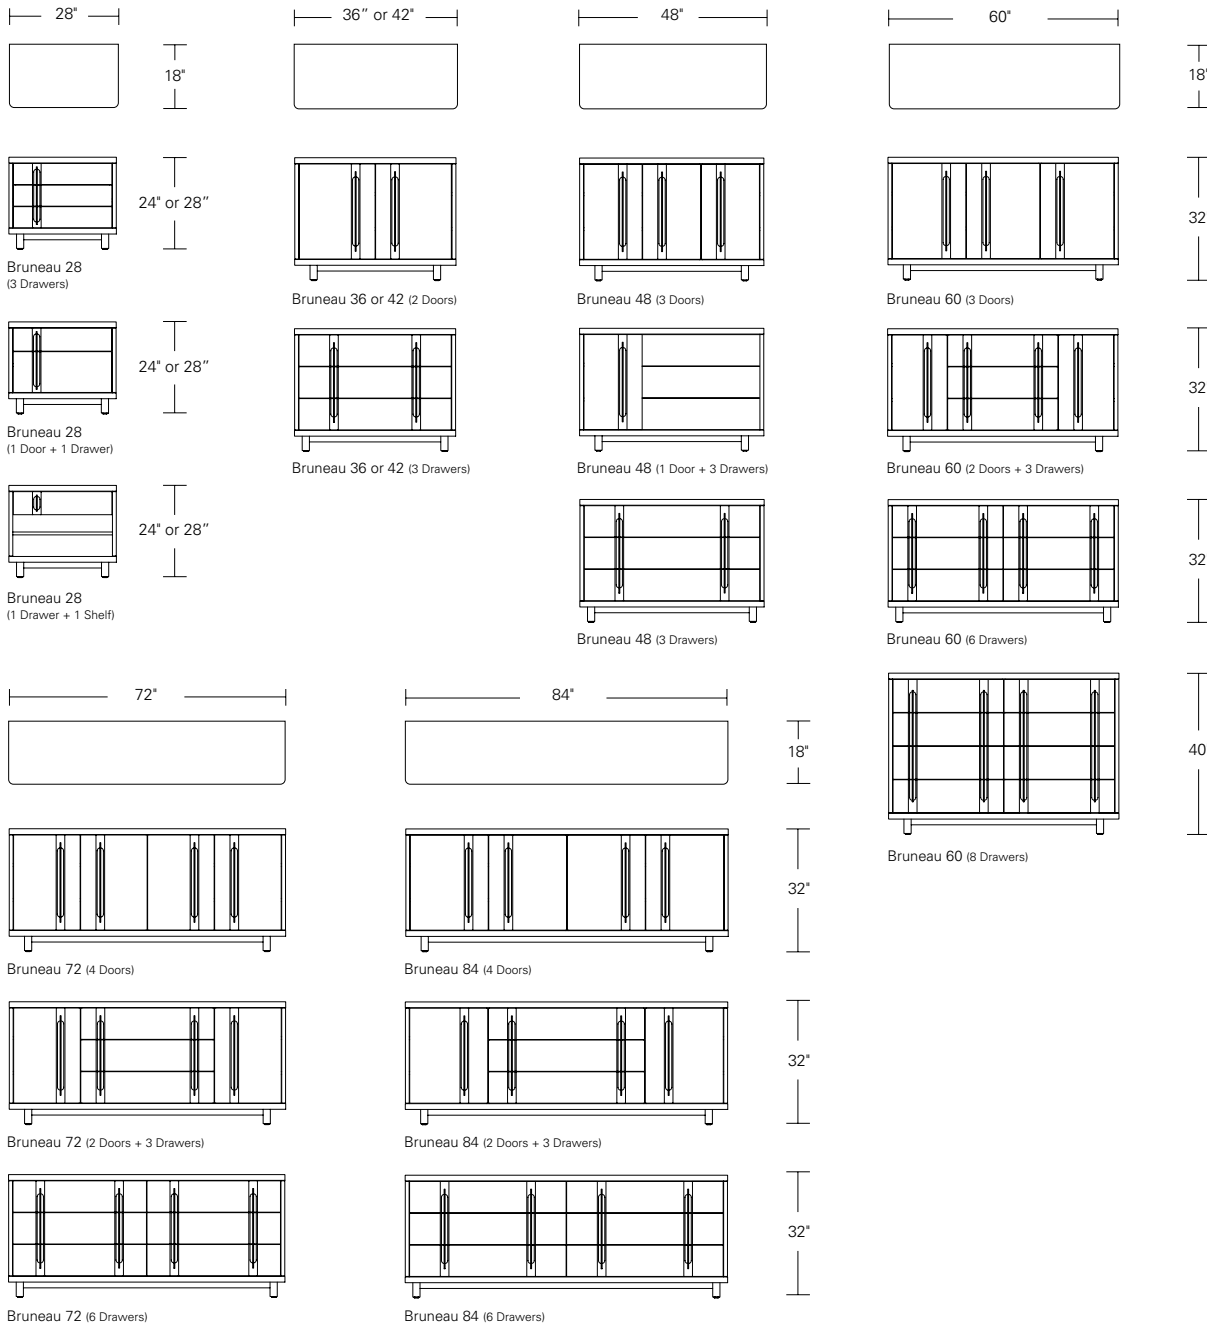 28"
36” or 42"
48"
60"
18"
18"
24" or 28”
32
Bruneau 28
(3 Drawers)
Bruneau 36 or 42 (2 Doors)
Bruneau 48 (3 Doors)
Bruneau 60 (3 Doors)
24" or 28”
32
Bruneau 28
(1 Door + 1 Drawer)
Bruneau 36 or 42 (3 Drawers)
Bruneau 48 (1 Door + 3 Drawers)
Bruneau 60 (2 Doors + 3 Drawers)
24" or 28”
32
Bruneau 28
(1 Drawer + 1 Shelf)
Bruneau 48 (3 Drawers)
Bruneau 60 (6 Drawers)
72"
84"
18"
40
Bruneau 60 (8 Drawers)
32"
Bruneau 72 (4 Doors)
Bruneau 84 (4 Doors)
32"
Bruneau 72 (2 Doors + 3 Drawers)
Bruneau 84 (2 Doors + 3 Drawers)
32"
Bruneau 72 (6 Drawers)
Bruneau 84 (6 Drawers)